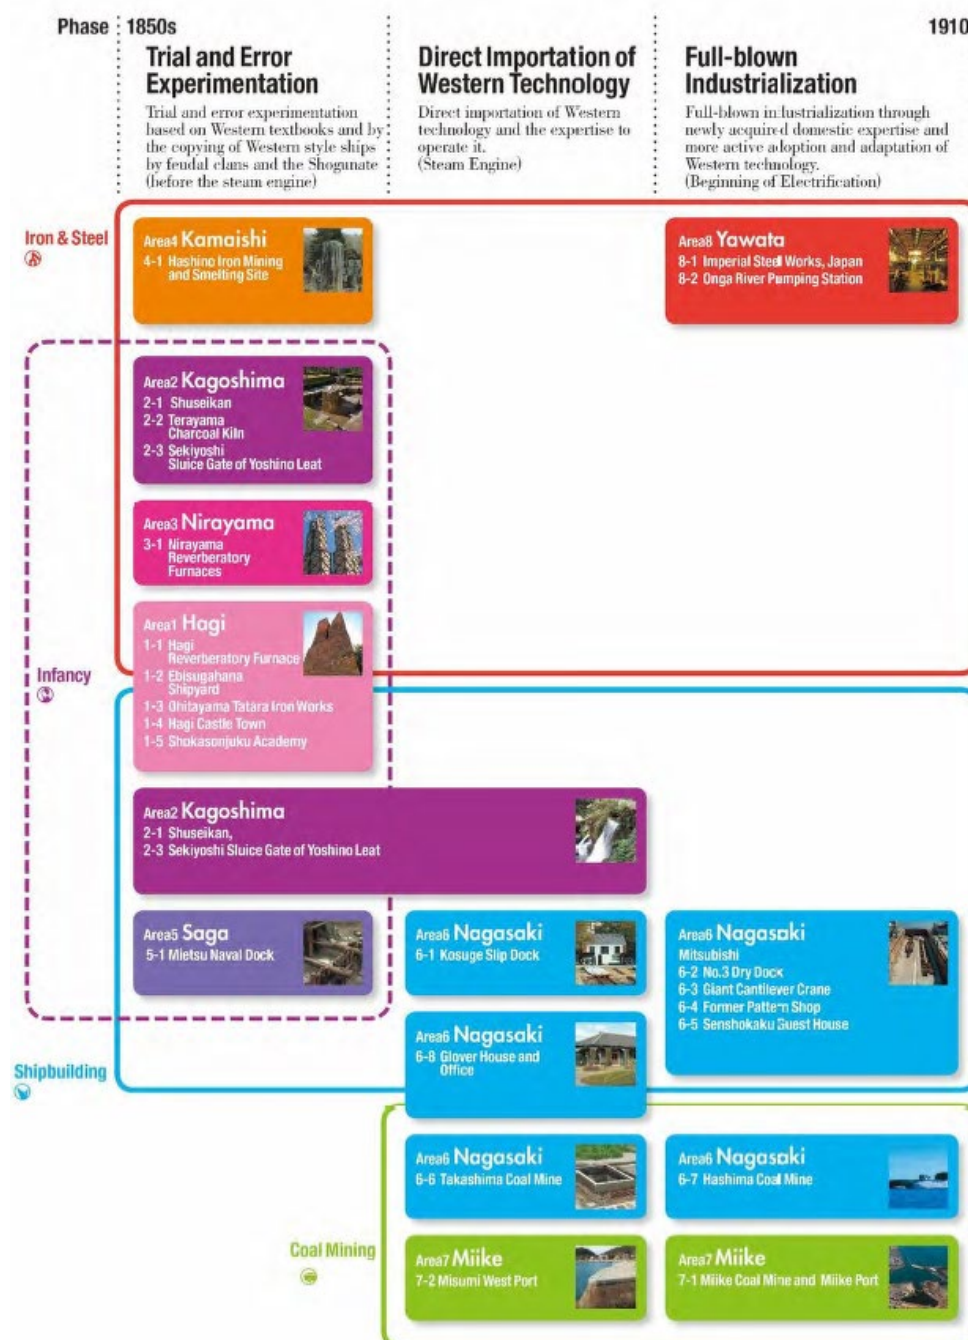 Phase 1850s 1910
Trial and Error
Experimentation
Trial and error experimentation
based on Western textbooks and by
the copying of Western style ships
by feudal clans and the Shogunate
(before the steam engine)
Direct Importation of
Western Technology
Direct importation of Western
technology and the expertise to
operate it.
(Steam Engine)
Full-blown
Industrialization
Full-blown industrialization through
newly acquired domestic expertise and
more active adoption and adaptation of
Western technology.
(Beginning of Electrification)
Iron & Steel
Area4 Kamaishi
4-1 Hashino Iron Mining
and Smelting Site
Area8 Yawata
8-1 Imperial Steel Works, Japan
8-2 Onga River Pumping Station
Area2 Kagoshima
2-1 Shuseikan
2-2 Terayama
Charcoal Kiln
2-3 Sekiyoshi
Sluice Gate of Yoshino Leat
Area3 Nirayama
3-1 Nirayama
Reverberatory
Furnaces
Infancy
Area1 Hagi
1-1 Hagi
Reverberatory Furnace
1-2 Ebisugahana
Shipyard
1-3 Ohitayama Tatara Iron Works
1-4 Hagi Castle Town
1-5 Shokasonjuku Academy
Area2 Kagoshima
2-1 Shuseikan,
2-3 Sekiyoshi Sluice Gate of Yoshino Leat
Area5 Saga
5-1 Mietsu Naval Dock
Area6 Nagasaki
6-1 Kosuge Slip Dock
Area6 Nagasaki
Mitsubishi
6-2 No.3 Dry Dock
6-3 Giant Cantilever Crane
6-4 Former Pattern Shop
6-5 Senshokaku Guest House
Shipbuilding
Area6 Nagasaki
6-8 Glover House and
Office
Area6 Nagasaki
6-6 Takashima Coal Mine
Area6 Nagasaki
6-7 Hashima Coal Mine
Coal Mining
Area7 Miike
7-2 Misumi West Port
Area7 Miike
7-1 Miike Coal Mine and Miike Port